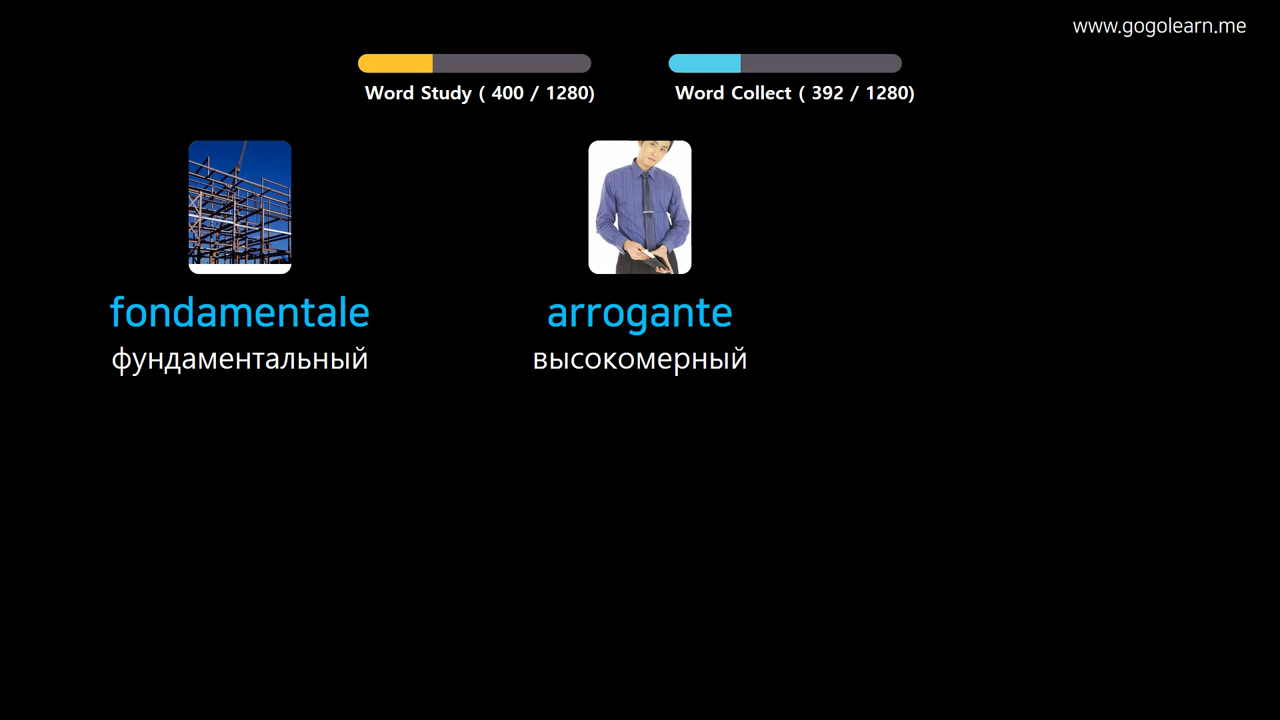 www.gogolearn.me
Word Study ( 400 / 1280)
Word Collect ( 392 / 1280)
fondamentale
фундаментальный
arrogante
высокомерный